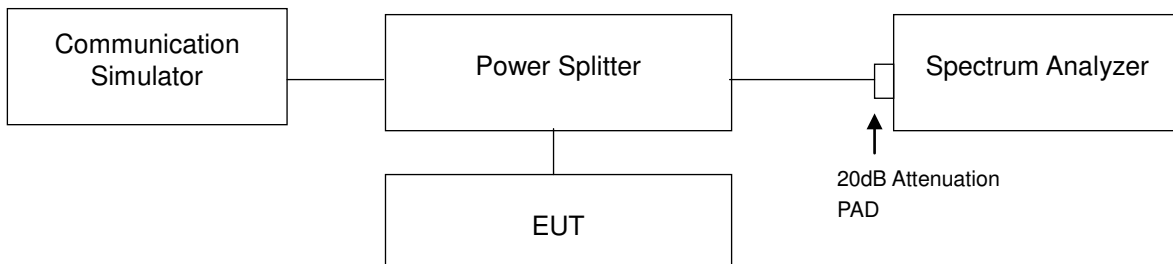 Communication
Simulator
Power Splitter
Spectrum Analyzer
20dB Attenuation
PAD
EUT